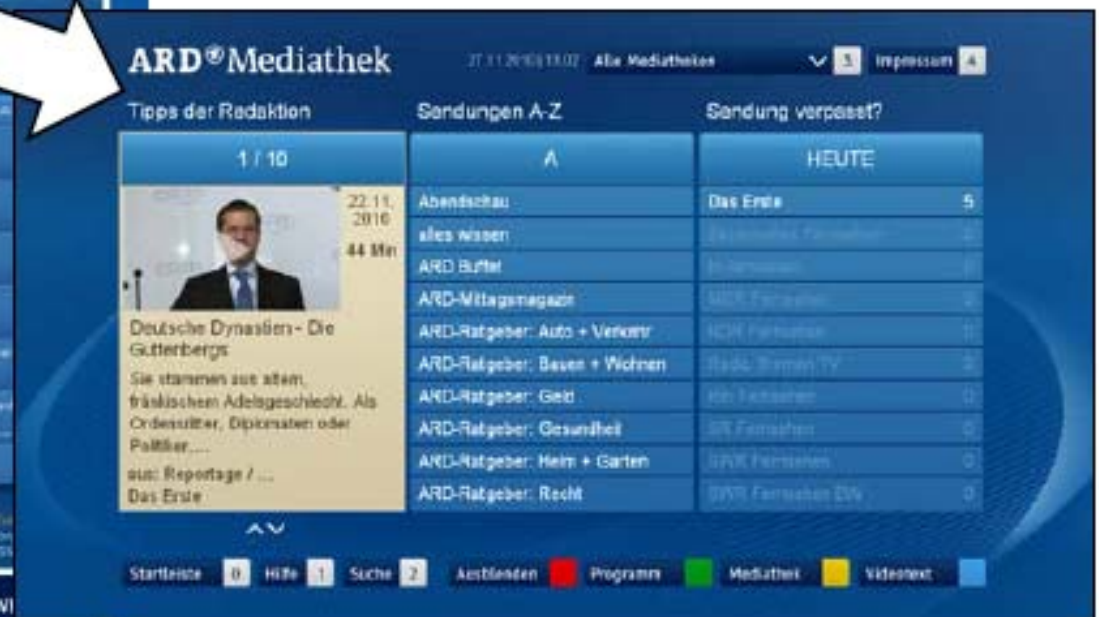 ARD Mediathek
Alle Mediatheken 3 Impressum 4
Tipps der Redaktion
1 / 10
22.11.
2010
44 Min
Deutsche Dynastien - Die
Guttenbergs
Sie stammen aus altem,
fränkischem Adelsgeschlecht. Als
Ordensritter, Diplomaten oder
Politiker....
aus: Reportage / ...
Das Erste
Sendungen A-Z
A
Abendschau
alles wissen
ARD Buffet
ARD-Mittagsmagazin
ARD-Ratgeber: Auto + Verkehr
ARD-Ratgeber: Bauen + Wohnen
ARD-Ratgeber: Geld
ARD-Ratgeber: Gesundheit
ARD-Ratgeber: Heim + Garten
ARD-Ratgeber: Recht
Sendung verpasst?
HEUTE
Das Erste 5
Startleiste 0 Hilfe 1 Suche 2 Ausblenden Programm Mediathek Videotext